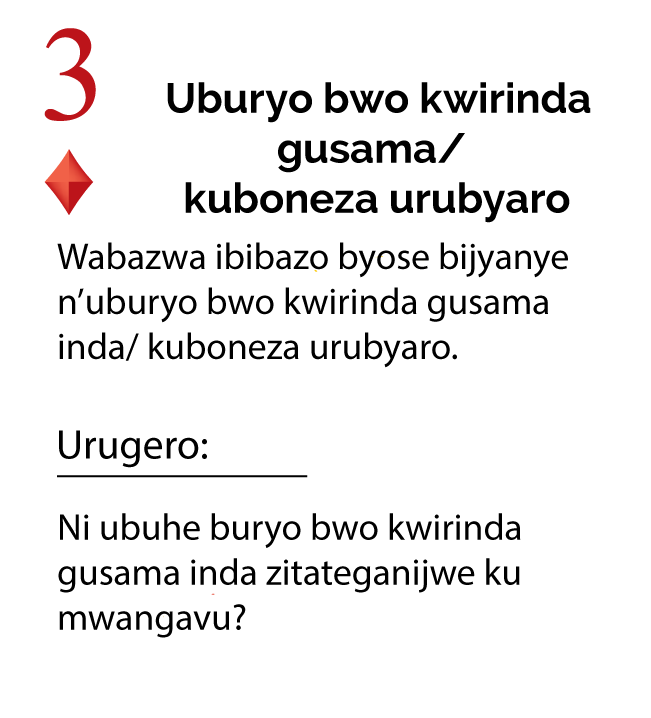 3
Uburyo bwo kwirinda
gusama/
kuboneza urubyaro
Wabazwa ibibazo byose bijyanye
n’uburyo bwo kwirinda gusama
inda/ kuboneza urubyaro.
Urugero:
Ni ubuhe buryo bwo kwirinda
gusama inda zitateganijwe ku
mwangavu?